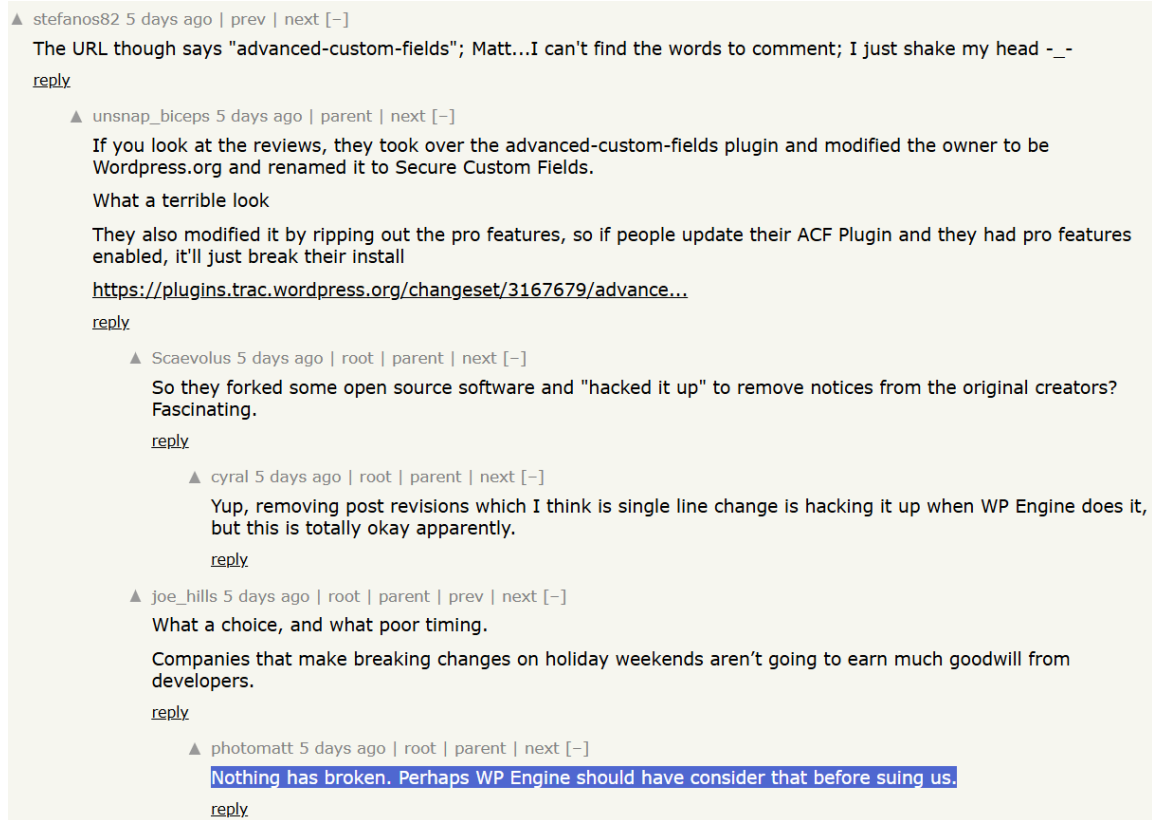 ▲ stefanos82 5 days ago | prev | next [–]
The URL though says "advanced-custom-fields"; Matt...I can't find the words to comment; I just shake my head -_-
reply
▲ unsnap_biceps 5 days ago | parent | next [–]
If you look at the reviews, they took over the advanced-custom-fields plugin and modified the owner to be
Wordpress.org and renamed it to Secure Custom Fields.
What a terrible look
They also modified it by ripping out the pro features, so if people update their ACF Plugin and they had pro features
enabled, it'll just break their install
https://plugins.trac.wordpress.org/changeset/3167679/advance...
reply
▲ Scaevolus 5 days ago | root | parent | next [–]
So they forked some open source software and "hacked it up" to remove notices from the original creators?
Fascinating.
reply
▲ cyral 5 days ago | root | parent | next [–]
Yup, removing post revisions which I think is single line change is hacking it up when WP Engine does it,
but this is totally okay apparently.
reply
▲ joe_hills 5 days ago | root | parent | prev | next [–]
What a choice, and what poor timing.
Companies that make breaking changes on holiday weekends aren’t going to earn much goodwill from
developers.
reply
▲ photomatt 5 days ago | root | parent | next [–]
Nothing has broken. Perhaps WP Engine should have consider that before suing us.
reply